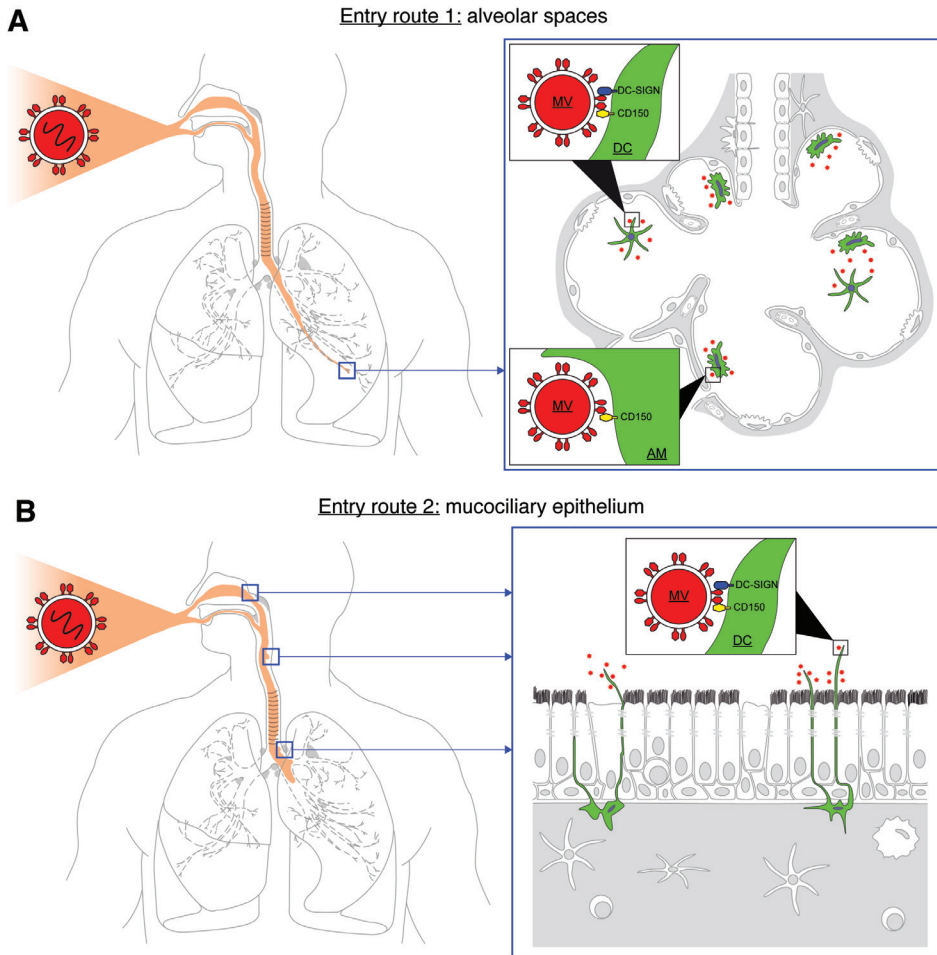 A
Entry route 1: alveolar spaces
MV
DC-SIGN
CD150
DC
MV
CD150
AM
B
Entry route 2: mucociliary epithelium
MV
DC-SIGN
CD150
DC